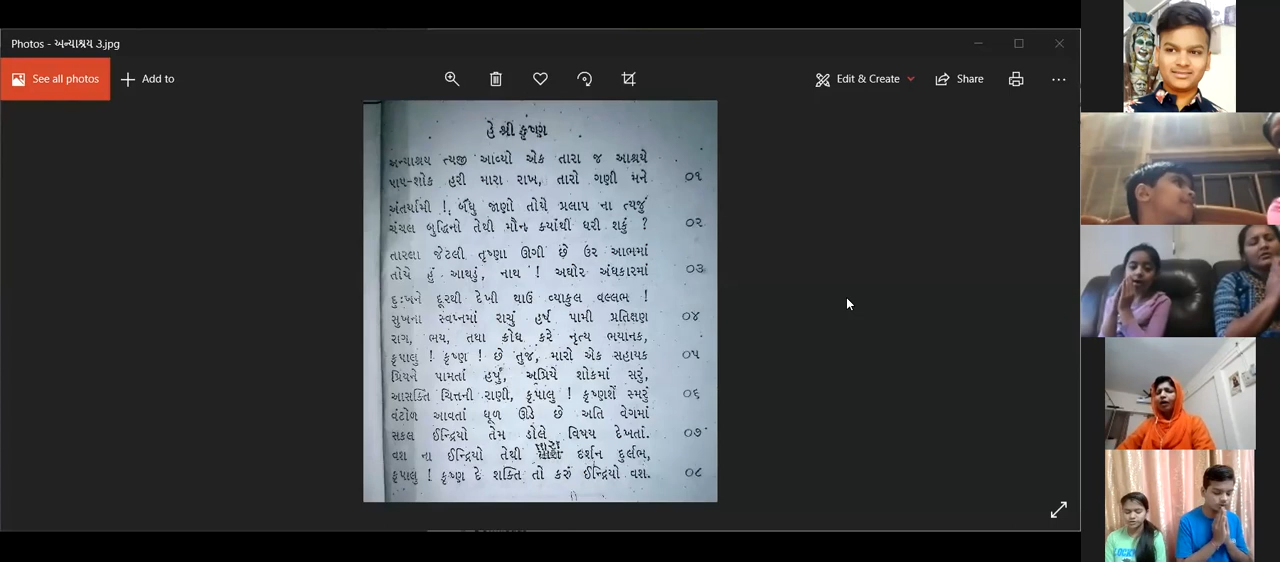 Photos - અન્યાશ્રય 3.jpg
See all photos
Add to
Edit & Create
Share
હે શ્રી કૃષ્ણ
અન્યાશ્રય ત્યજી આવ્યો એક તારા જ આશ્રયે
પાપ-શોક હરી મારા રાખ, તારો ગણી મને ૦૧
અંતર્યામી ! બધુ જાણો તોયે પ્રલાપ ના ત્યજું
ચંચલ બુદ્ધિનો તેથી મૌન ક્યાંથી ધરી શકું ? ૦૨
તારલા જેટલી તૃષ્ણા ઊગી છે ઉર આભમાં
તોયે હું આથડું, નાથ ! અઘોર અંધકારમાં ૦૩
દુઃખને દૂરથી દેખી થાઉં વ્યાકુલ વલ્લભ !
સુખના સ્વપ્નમાં રાચું હર્ષ પામી પ્રતિક્ષણ ૦૪
રાગ, ભય, તથા ક્રોધ કરે નૃત્ય ભયાનક,
કૃપાલુ ! કૃષ્ણ ! છે તુજ, મારો એક સહાયક ૦૫
પ્રિયને પામતાં હર્ષું, અપ્રિયે શોકમાં સરું,
આસક્તિ ચિત્તની રાણી, કૃપાલુ ! કૃષ્ણશેં સ્મરું ૦૬
વંટોળ આવતાં ધૂળ ઊડે છે અતિ વેગમાં
સકલ ઈન્દ્રિયો તેમ ડોલે વિષય દેખતાં. ૦૭
વશ ના ઈન્દ્રિયો તેથી મારા દર્શન દુર્લભ,
કૃપાલુ ! કૃષ્ણ દે શક્તિ તો કરું ઈન્દ્રિયો વશ. ૦૮